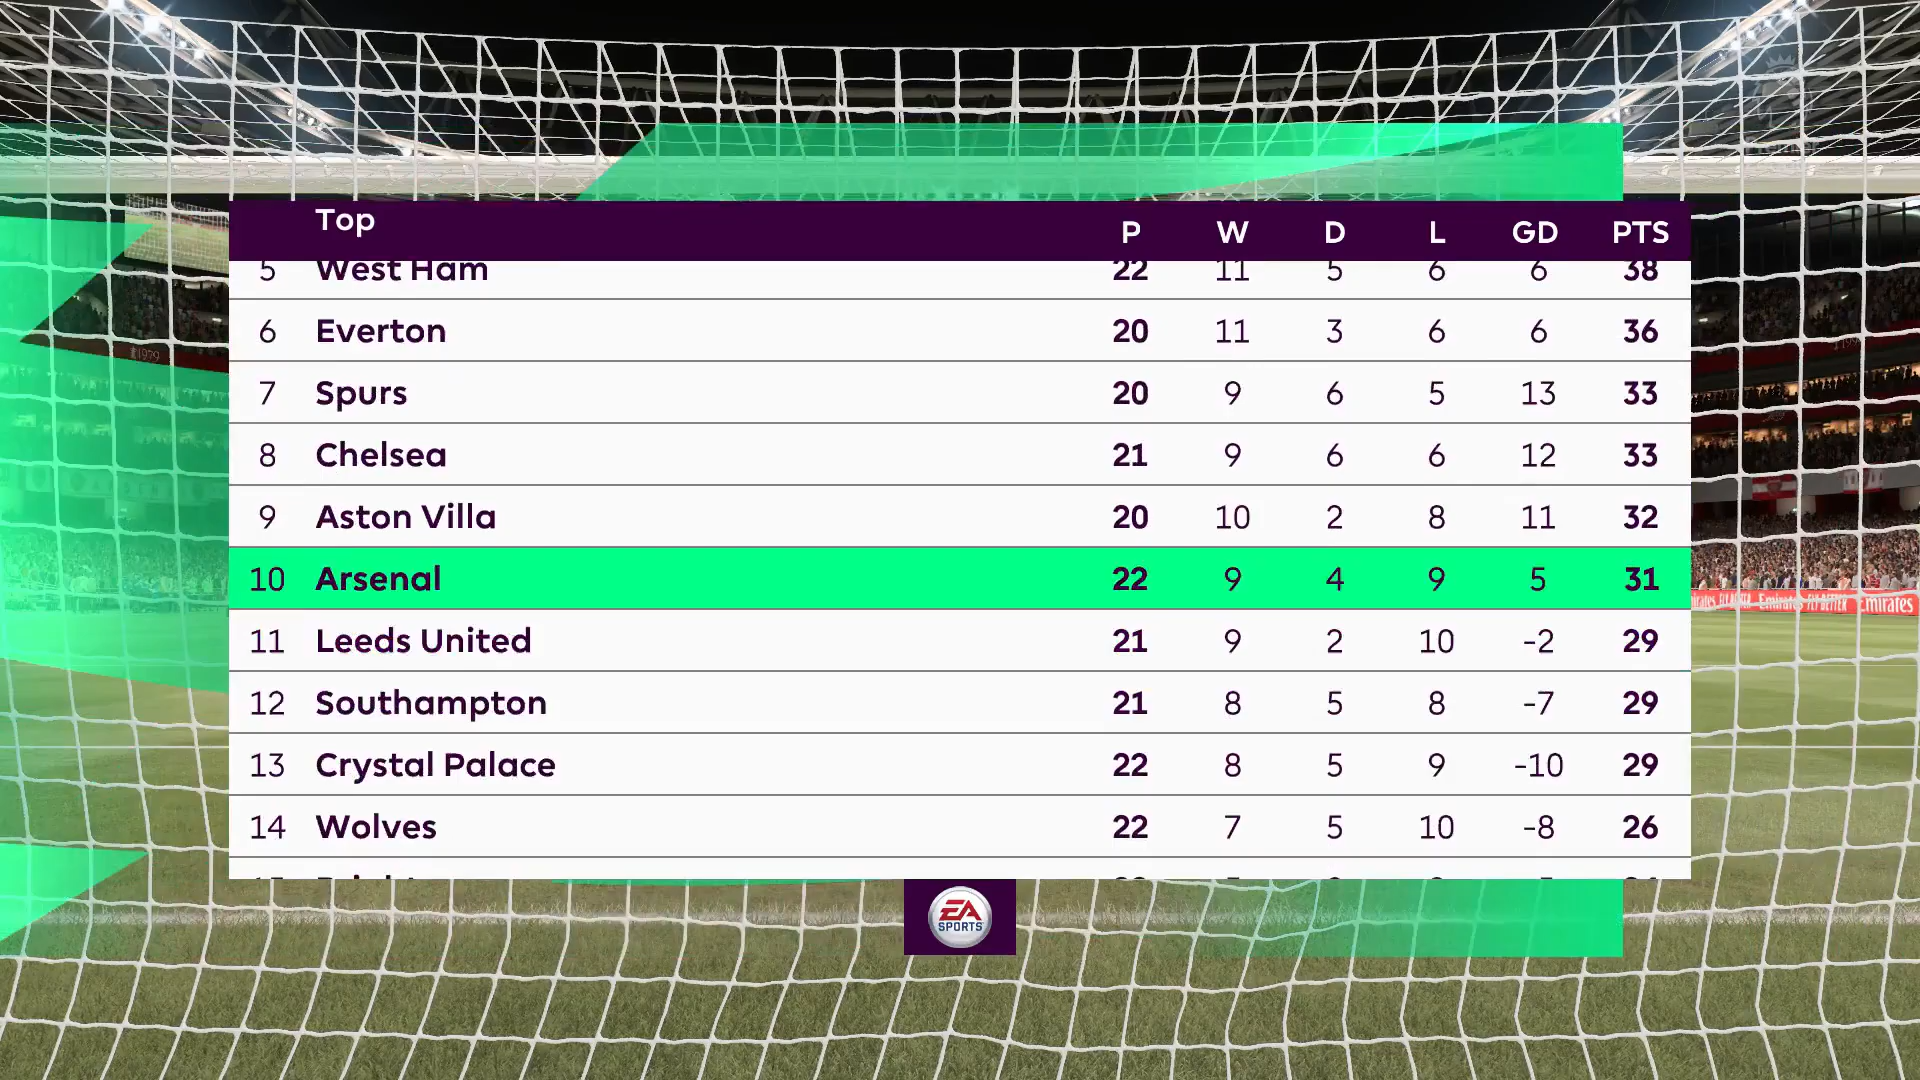 Top P W D L GD PTS
5 West Ham 22 11 5 6 6 38
6 Everton 20 11 3 6 6 36
7 Spurs 20 9 6 5 13 33
8 Chelsea 21 9 6 6 12 33
9 Aston Villa 20 10 2 8 11 32
10 Arsenal 22 9 4 9 5 31
11 Leeds United 21 9 2 10 -2 29
12 Southampton 21 8 5 8 -7 29
13 Crystal Palace 22 8 5 9 -10 29
14 Wolves 22 7 5 10 -8 26
EA
SPORTS
Emirates FLY BETTER Emirates